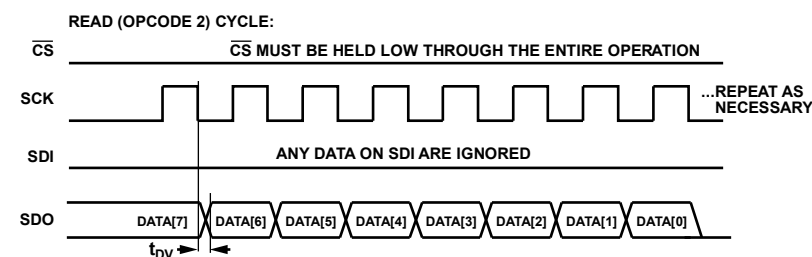 READ (OPCODE 2) CYCLE:
CS
CS MUST BE HELD LOW THROUGH THE ENTIRE OPERATION
SCK
...REPEAT AS
NECESSARY
SDI
ANY DATA ON SDI ARE IGNORED
SDO
DATA[7] DATA[6] DATA[5] DATA[4] DATA[3] DATA[2] DATA[1] DATA[0]
tDV